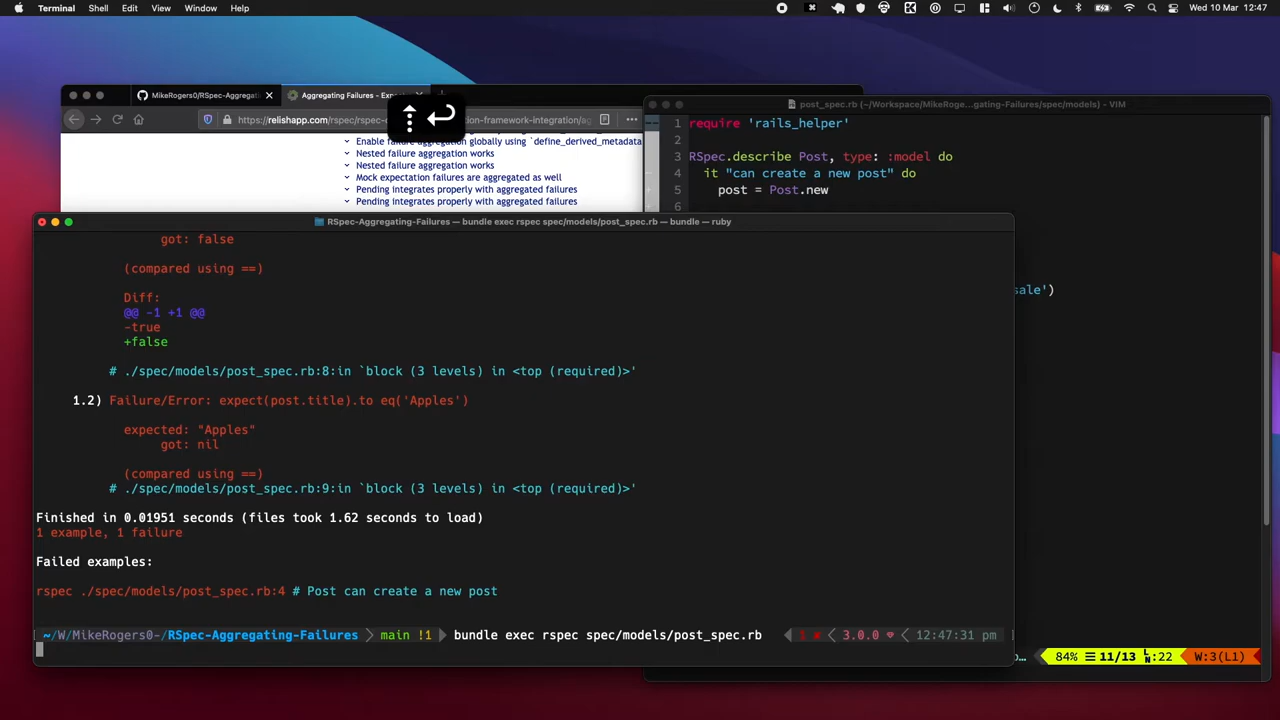 Terminal Shell Edit View Window Help Wed 10 Mar 12:47
MikeRogers0/RSpec-Aggregati
Aggregating Failures - Expe
https://relishapp.com/rspec/rspec- on-framework-integration/ag
Enable failure aggregation globally using `define_derived_metadata
Nested failure aggregation works
Nested failure aggregation works
Mock expectation failures are aggregated as well
Pending integrates properly with aggregated failures
Pending integrates properly with aggregated failures
post_spec.rb (~/Workspace/MikeRoge...gating-Failures/spec/models) - VIM
1 require 'rails_helper'
2
3 RSpec.describe Post, type: :model do
4 it "can create a new post" do
5 post = Post.new
6
sale')
RSpec-Aggregating-Failures — bundle exec rspec spec/models/post_spec.rb — bundle — ruby
got: false
(compared using ==)
Diff:
@@ -1 +1 @@
-true
+false
# ./spec/models/post_spec.rb:8:in `block (3 levels) in <top (required)>'
1.2) Failure/Error: expect(post.title).to eq('Apples')
expected: "Apples"
got: nil
(compared using ==)
# ./spec/models/post_spec.rb:9:in `block (3 levels) in <top (required)>'
Finished in 0.01951 seconds (files took 1.62 seconds to load)
1 example, 1 failure
Failed examples:
rspec ./spec/models/post_spec.rb:4 # Post can create a new post
~/W/MikeRogers0-/RSpec-Aggregating-Failures main !1 bundle exec rspec spec/models/post_spec.rb 1 3.0.0 12:47:31 pm
p… 84% ☰ 11/13 ㏑:22 W:3(L1)